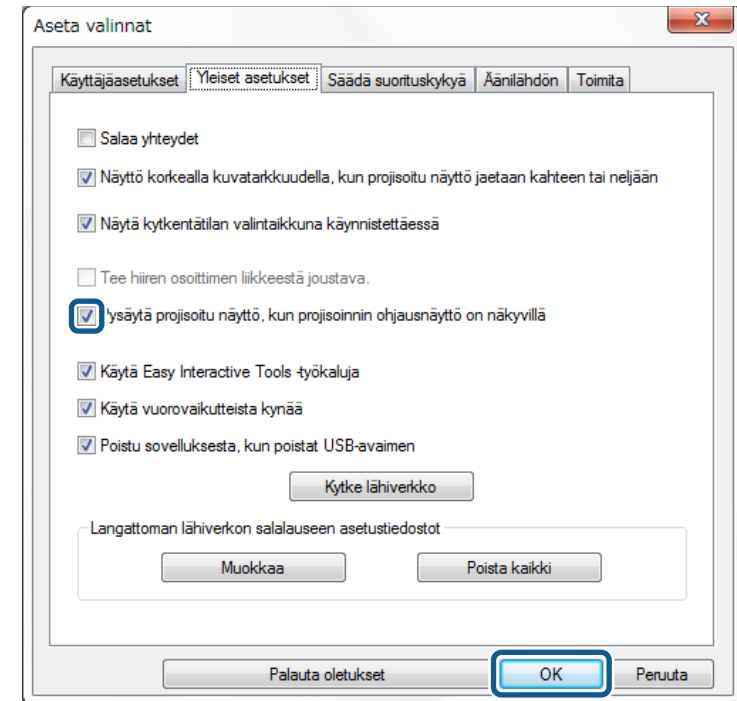 Aseta valinnat
Käyttäjäasetukset Yleiset asetukset Säädä suorituskykyä Äänilähdön Toimita
Salaa yhteydet
Näyttö korkealla kuvatarkkuudella, kun projisoitu näyttö jaetaan kahteen tai neljään
Näytä kytkentätilan valintaikkuna käynnistettäessä
Tee hiiren osoittimen liikkeestä joustava.
Pysäytä projisoitu näyttö, kun projisoinnin ohjausnäyttö on näkyvillä
Käytä Easy Interactive Tools -työkaluja
Käytä vuorovaikutteista kynää
Poistu sovelluksesta, kun poistat USB-avaimen
Kytke lähiverkko
Langattoman lähiverkon salalauseen asetustiedostot
Muokkaa Poista kaikki
Palauta oletukset OK Peruuta